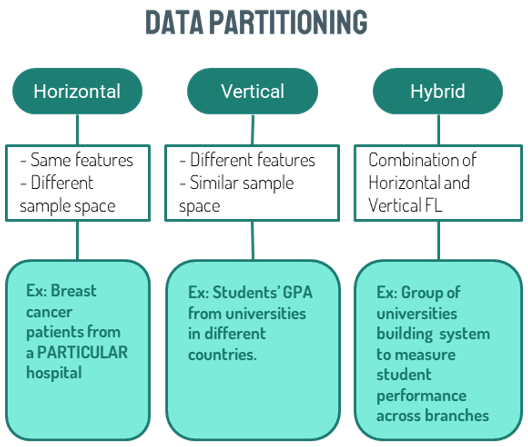 DATA PARTITIONING
Horizontal
- Same features
- Different
sample space
Ex: Breast
cancer
patients from
a PARTICULAR
hospital
Vertical
- Different features
- Similar sample
space
Ex: Students' GPA
from universities
in different
countries.
Hybrid
Combination of
Horizontal and
Vertical FL
Ex: Group of
universities
building system
to measure
student
performance
across branches